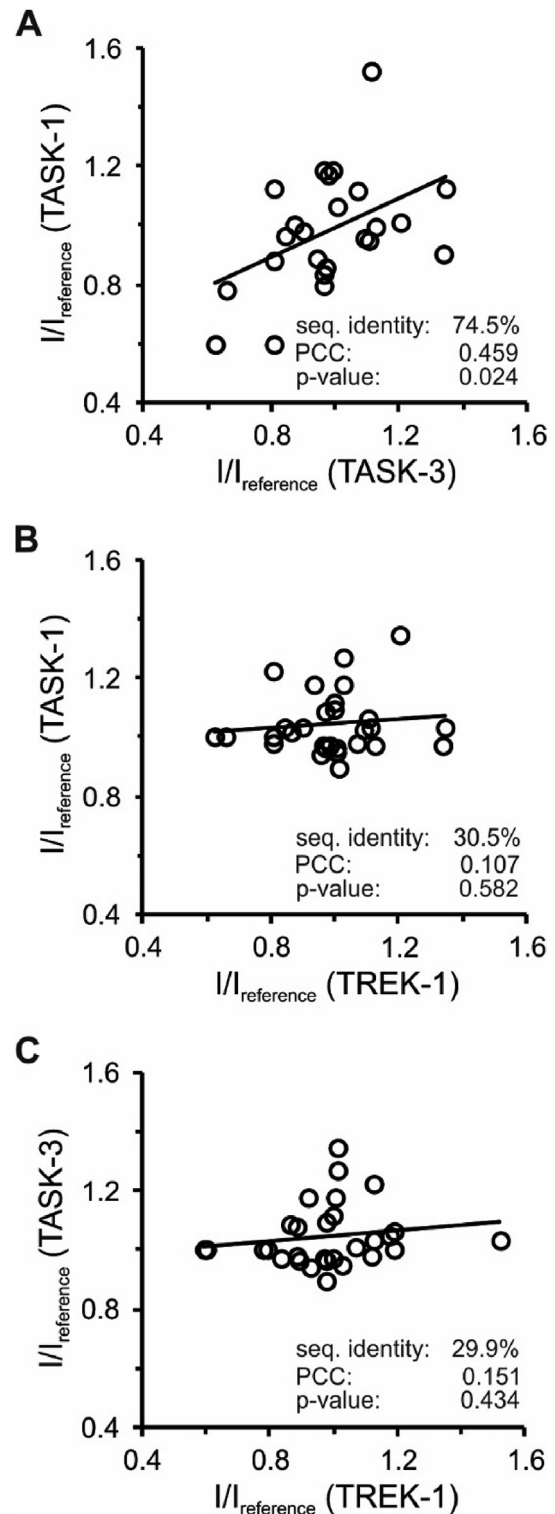 A
1.6
1.2
0.8
0.4
I/Ireference (TASK-1)
seq. identity: 74.5%
PCC: 0.459
p-value: 0.024
0.4 0.8 1.2 1.6
I/Ireference (TASK-3)
B
1.6
1.2
0.8
0.4
I/Ireference (TASK-1)
seq. identity: 30.5%
PCC: 0.107
p-value: 0.582
0.4 0.8 1.2 1.6
I/Ireference (TREK-1)
C
1.6
1.2
0.8
0.4
I/Ireference (TASK-3)
seq. identity: 29.9%
PCC: 0.151
p-value: 0.434
0.4 0.8 1.2 1.6
I/Ireference (TREK-1)